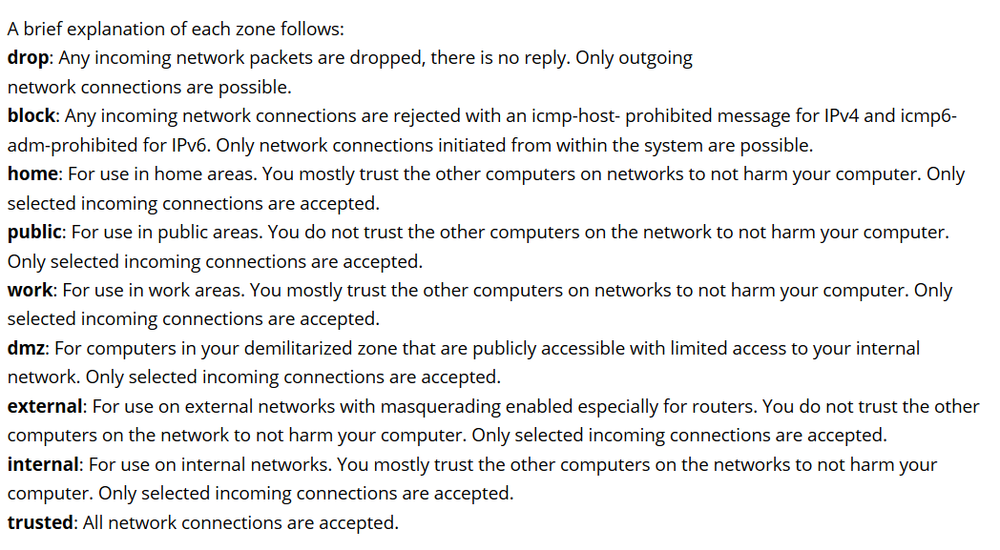 A brief explanation of each zone follows:
drop: Any incoming network packets are dropped, there is no reply. Only outgoing
network connections are possible.
block: Any incoming network connections are rejected with an icmp-host- prohibited message for IPv4 and icmp6-
adm-prohibited for IPv6. Only network connections initiated from within the system are possible.
home: For use in home areas. You mostly trust the other computers on networks to not harm your computer. Only
selected incoming connections are accepted.
public: For use in public areas. You do not trust the other computers on the network to not harm your computer.
Only selected incoming connections are accepted.
work: For use in work areas. You mostly trust the other computers on networks to not harm your computer. Only
selected incoming connections are accepted.
dmz: For computers in your demilitarized zone that are publicly accessible with limited access to your internal
network. Only selected incoming connections are accepted.
external: For use on external networks with masquerading enabled especially for routers. You do not trust the other
computers on the network to not harm your computer. Only selected incoming connections are accepted.
internal: For use on internal networks. You mostly trust the other computers on the networks to not harm your
computer. Only selected incoming connections are accepted.
trusted: All network connections are accepted.